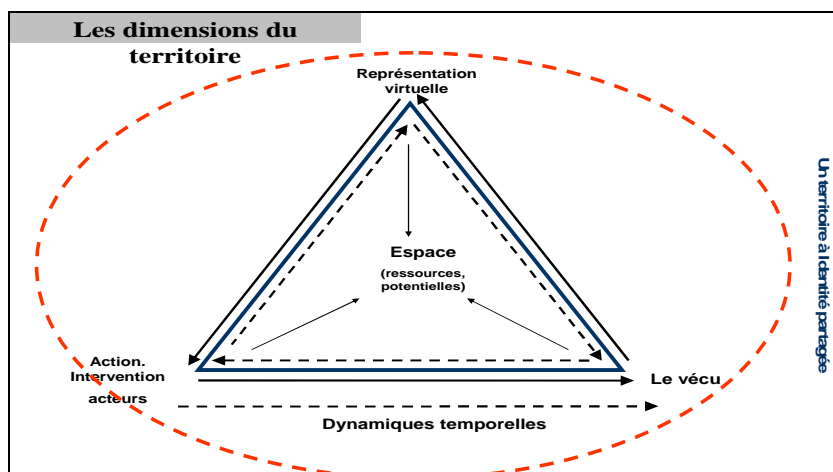 Les dimensions du
territoire
Représentation
virtuelle
Un territoire à Identité partagée
Espace
(ressources,
potentielles)
Action.
Intervention
acteurs
Le vécu
Dynamiques temporelles